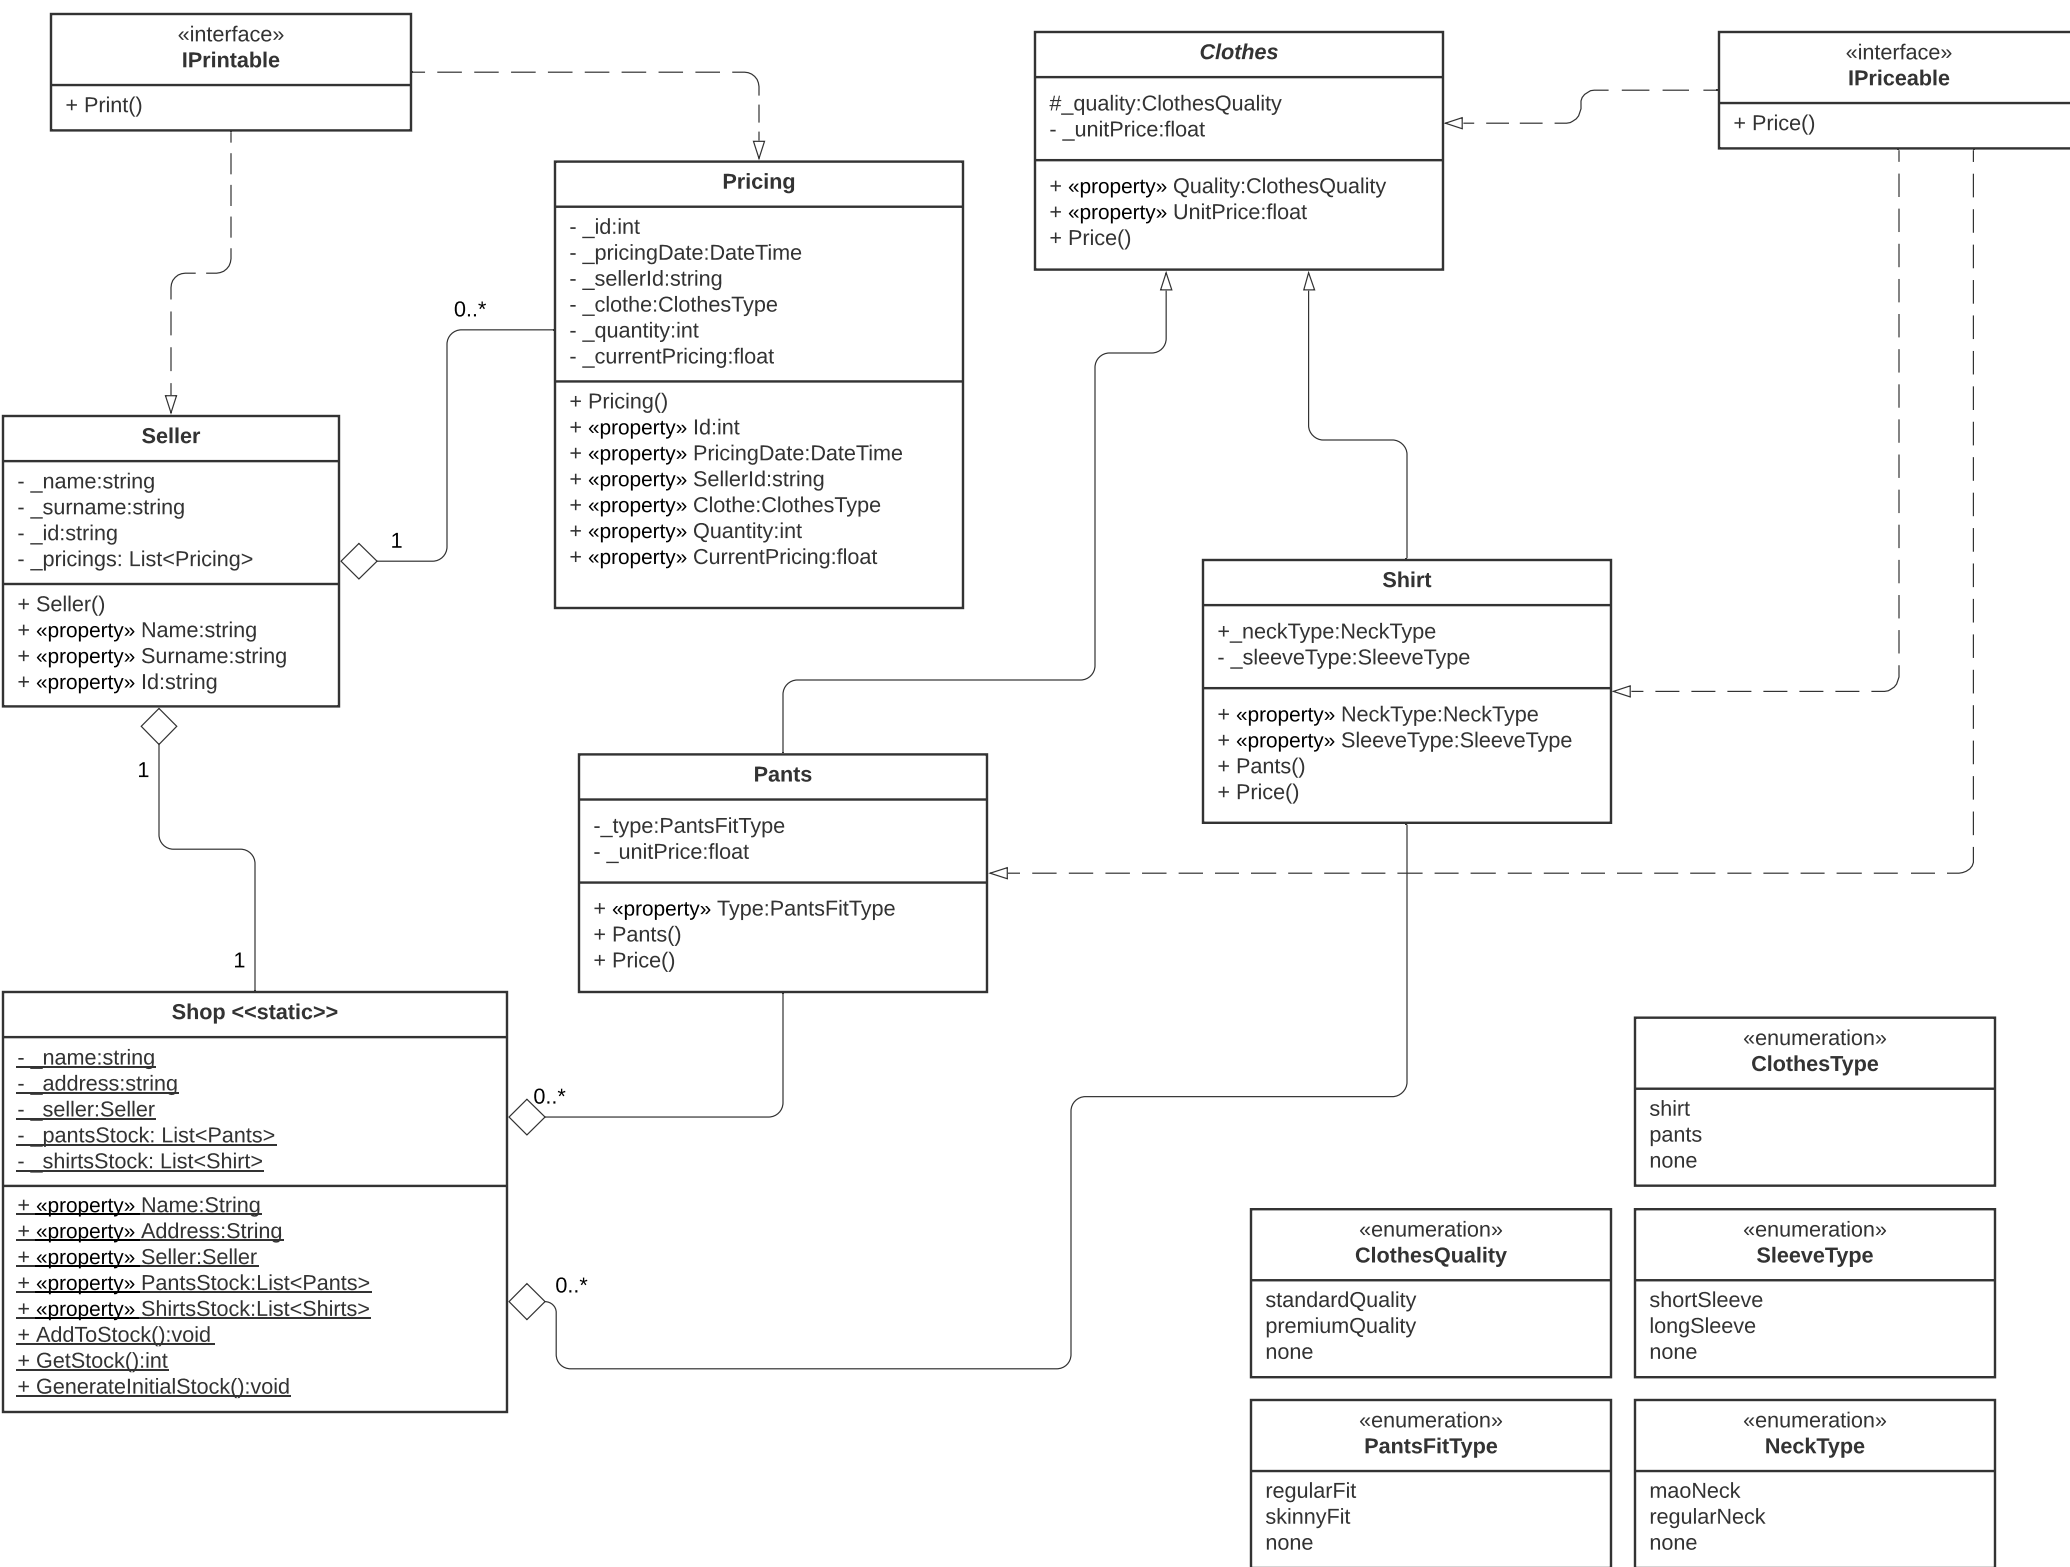 «interface»
IPrintable
+ Print()
Clothes
#_quality:ClothesQuality
- _unitPrice:float
+ «property» Quality:ClothesQuality
+ «property» UnitPrice:float
+ Price()
«interface»
IPriceable
+ Price()
Pricing
- _id:int
- _pricingDate:DateTime
- _sellerId:string
- _clothe:ClothesType
- _quantity:int
- _currentPricing:float
+ Pricing()
+ «property» Id:int
+ «property» PricingDate:DateTime
+ «property» SellerId:string
+ «property» Clothe:ClothesType
+ «property» Quantity:int
+ «property» CurrentPricing:float
0..*
1
Seller
- _name:string
- _surname:string
- _id:string
- _pricings: List<Pricing>
+ Seller()
+ «property» Name:string
+ «property» Surname:string
+ «property» Id:string
1
1
Shirt
+_neckType:NeckType
- _sleeveType:SleeveType
+ «property» NeckType:NeckType
+ «property» SleeveType:SleeveType
+ Pants()
+ Price()
Pants
-_type:PantsFitType
- _unitPrice:float
+ «property» Type:PantsFitType
+ Pants()
+ Price()
Shop <<static>>
- _name:string
- _address:string
- _seller:Seller
- _pantsStock: List<Pants>
- _shirtsStock: List<Shirt>
+ «property» Name:String
+ «property» Address:String
+ «property» Seller:Seller
+ «property» PantsStock:List<Pants>
+ «property» ShirtsStock:List<Shirts>
+ AddToStock():void
+ GetStock():int
+ GenerateInitialStock():void
0..*
0..*
«enumeration»
ClothesType
shirt
pants
none
«enumeration»
ClothesQuality
standardQuality
premiumQuality
none
«enumeration»
SleeveType
shortSleeve
longSleeve
none
«enumeration»
PantsFitType
regularFit
skinnyFit
none
«enumeration»
NeckType
maoNeck
regularNeck
none